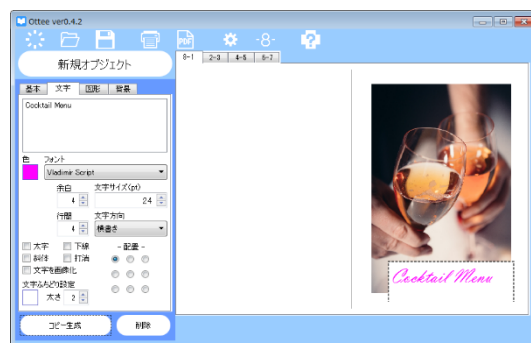 Ottee ver0.4.2
PDF
-8-
新規オブジェクト
8-1 2-3 4-5 6-7
基本 文字 図形 背景
Cocktail Menu
色 フォント
Vladimir Script
余白 文字サイズ(pt)
4 24
行間 文字方向
4 横書き
太字 下線 - 配置 -
斜体 打消
文字を画像化
文字ふちどり設定
太さ 2
コピー生成 削除
Cocktail Menu